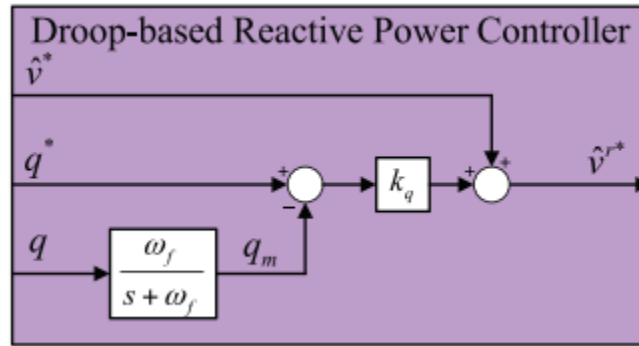 Droop-based Reactive Power Controller
v̂*
q*
+
−
k_q
+
+
v̂^{r*}
q
ω_f
s + ω_f
q_m